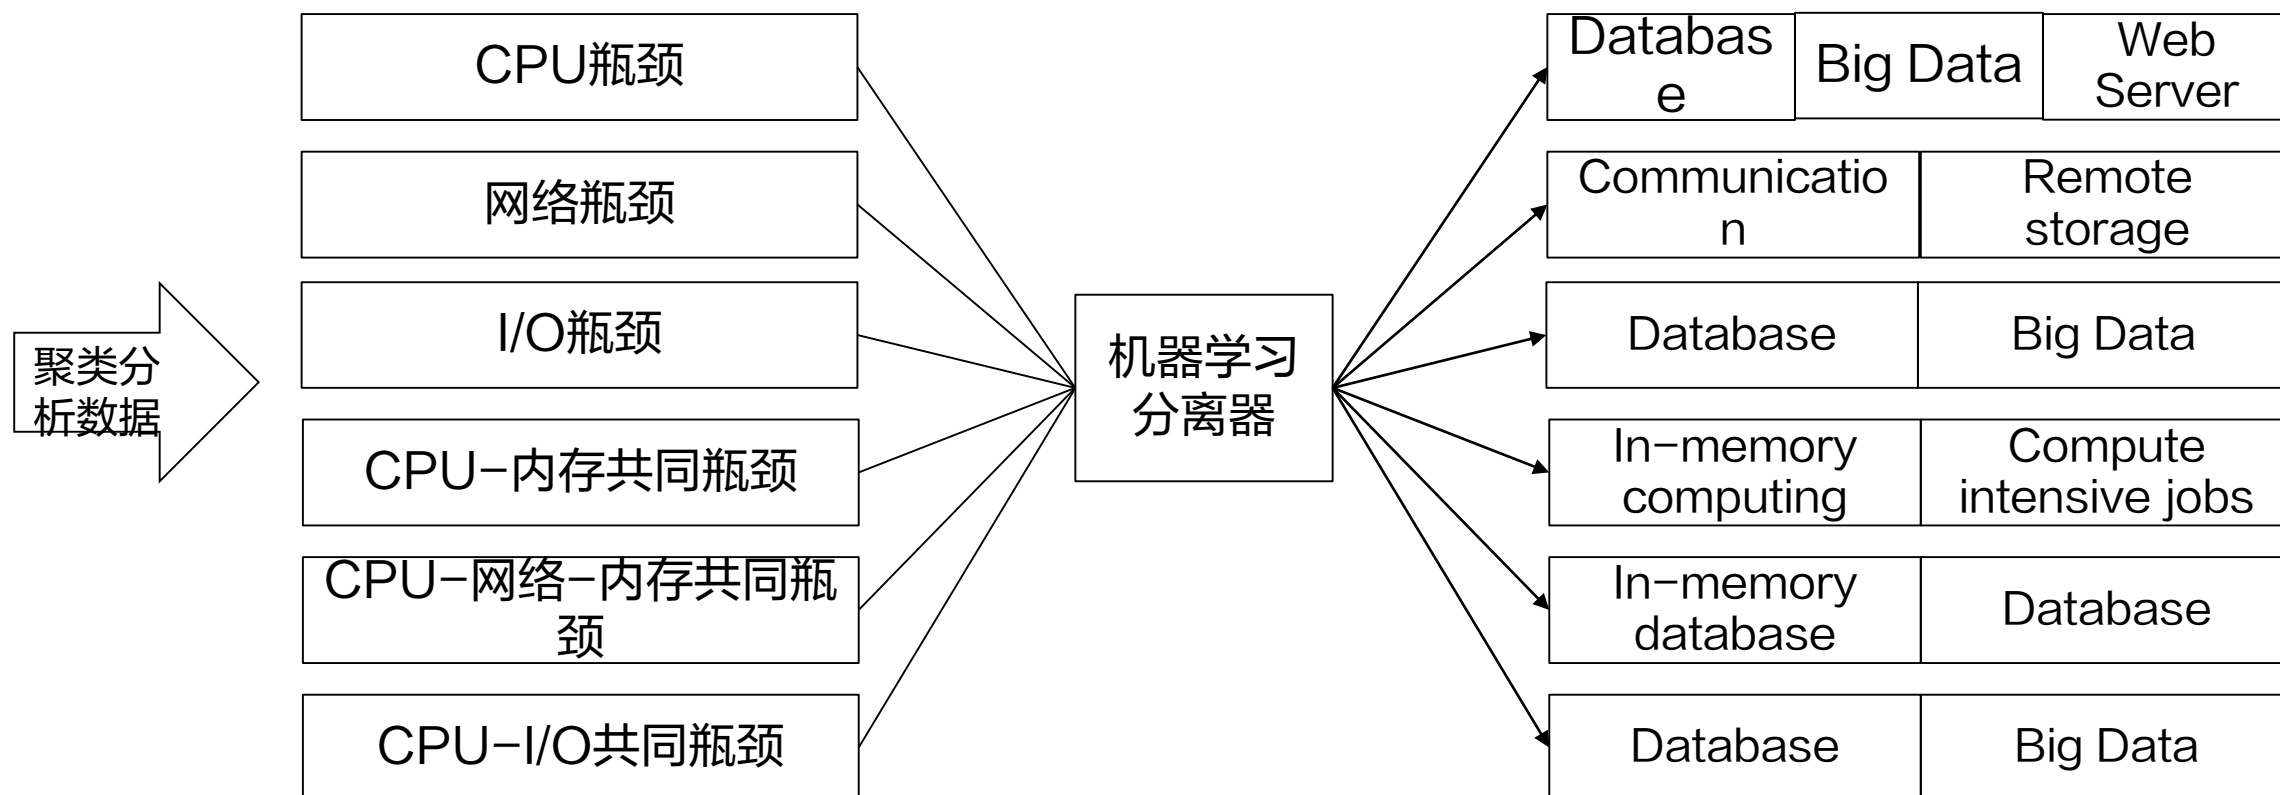 聚类分
析数据
CPU瓶颈
网络瓶颈
I/O瓶颈
CPU-内存共同瓶颈
CPU-网络-内存共同瓶
颈
CPU-I/O共同瓶颈
机器学习
分离器
Databas
e
Big Data
Web
Server
Communicatio
n
Remote
storage
Database
Big Data
In-memory
computing
Compute
intensive jobs
In-memory
database
Database
Database
Big Data